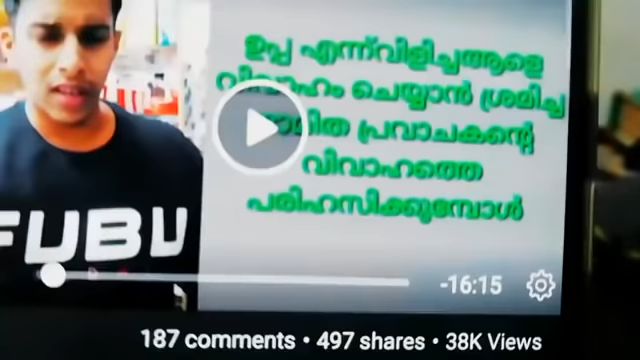 ഉപ്പ എന്ന്വിളിച്ചആളെ
വിവാഹം ചെയ്യാൻ ശ്രമിച്ച
പ്രവാചകന്റെ
വിവാഹത്തെ
പരിഹസിക്കുമ്പോൾ
FUBU
-16:15
187 comments • 497 shares • 38K Views